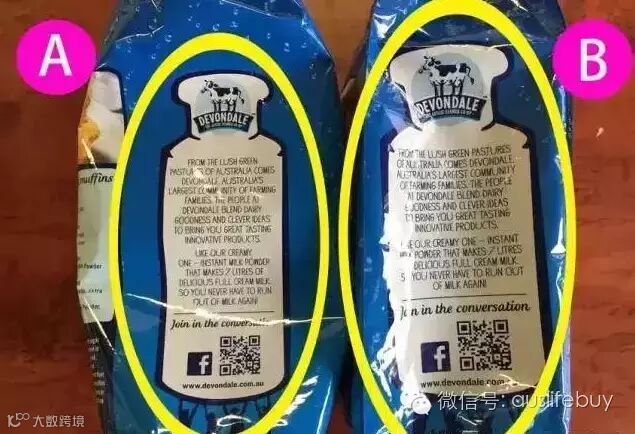 A
B
DEVONDALE
FROM THE LUSH GREEN
PASTURES OF AUSTRALIA COMES
DEVONDALE, AUSTRALIA'S
LARGEST COMMUNITY OF FARMING
FAMILIES. THE PEOPLE AT
DEVONDALE BLEND DAIRY
GOODNESS AND CLEVER IDEAS
TO BRING YOU GREAT TASTING
INNOVATIVE PRODUCTS.
LIKE OUR CREAMY
ONE – INSTANT MILK POWDER
THAT MAKES 7 LITRES OF
DELICIOUS FULL CREAM MILK.
SO YOU NEVER HAVE TO RUN
OUT OF MILK AGAIN!
Join in the conversation
f
www.devondale.com.au
muffins
Powder
extra
DEVONDALE
FROM THE LUSH GREEN PASTURES
OF AUSTRALIA COMES DEVONDALE,
AUSTRALIA'S LARGEST COMMUNITY
OF FARMING FAMILIES. THE PEOPLE
AT DEVONDALE BLEND DAIRY
GOODNESS AND CLEVER IDEAS
TO BRING YOU GREAT TASTING
INNOVATIVE PRODUCTS.
LIKE OUR CREAMY ONE – INSTANT
MILK POWDER THAT MAKES 7 LITRES
DELICIOUS FULL CREAM MILK.
SO YOU NEVER HAVE TO RUN OUT
OF MILK AGAIN!
Join in the conversation
f
www.devondale.com.au
微信号: auslifebuy
大数跨境